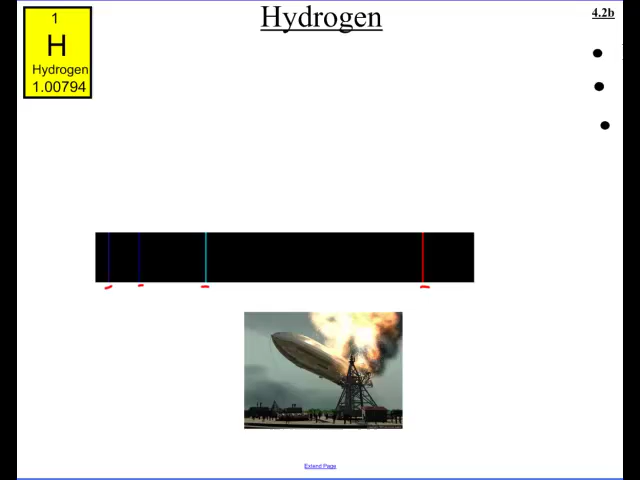 Hydrogen
4.2b
1
H
Hydrogen
1.00794
Extend Page